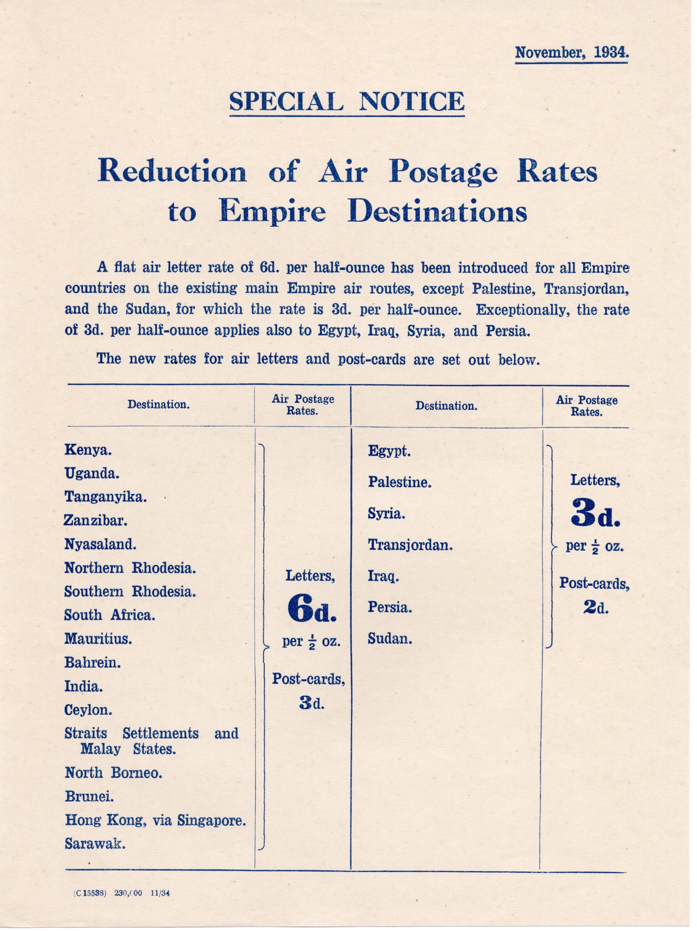 November, 1934.
SPECIAL NOTICE
Reduction of Air Postage Rates
to Empire Destinations
A flat air letter rate of 6d. per half-ounce has been introduced for all Empire
countries on the existing main Empire air routes, except Palestine, Transjordan,
and the Sudan, for which the rate is 3d. per half-ounce. Exceptionally, the rate
of 3d. per half-ounce applies also to Egypt, Iraq, Syria, and Persia.
The new rates for air letters and post-cards are set out below.
Destination.
Air Postage
Rates.
Destination.
Air Postage
Rates.
Kenya.
Uganda.
Tanganyika.
Zanzibar.
Nyasaland.
Northern Rhodesia.
Southern Rhodesia.
South Africa.
Mauritius.
Bahrein.
India.
Ceylon.
Straits Settlements and
Malay States.
North Borneo.
Brunei.
Hong Kong, via Singapore.
Sarawak.
Letters,
6d.
per ½ oz.
Post-cards,
3d.
Egypt.
Palestine.
Syria.
Transjordan.
Iraq.
Persia.
Sudan.
Letters,
3d.
per ½ oz.
Post-cards,
2d.
(C 15538) 230,000 11/34